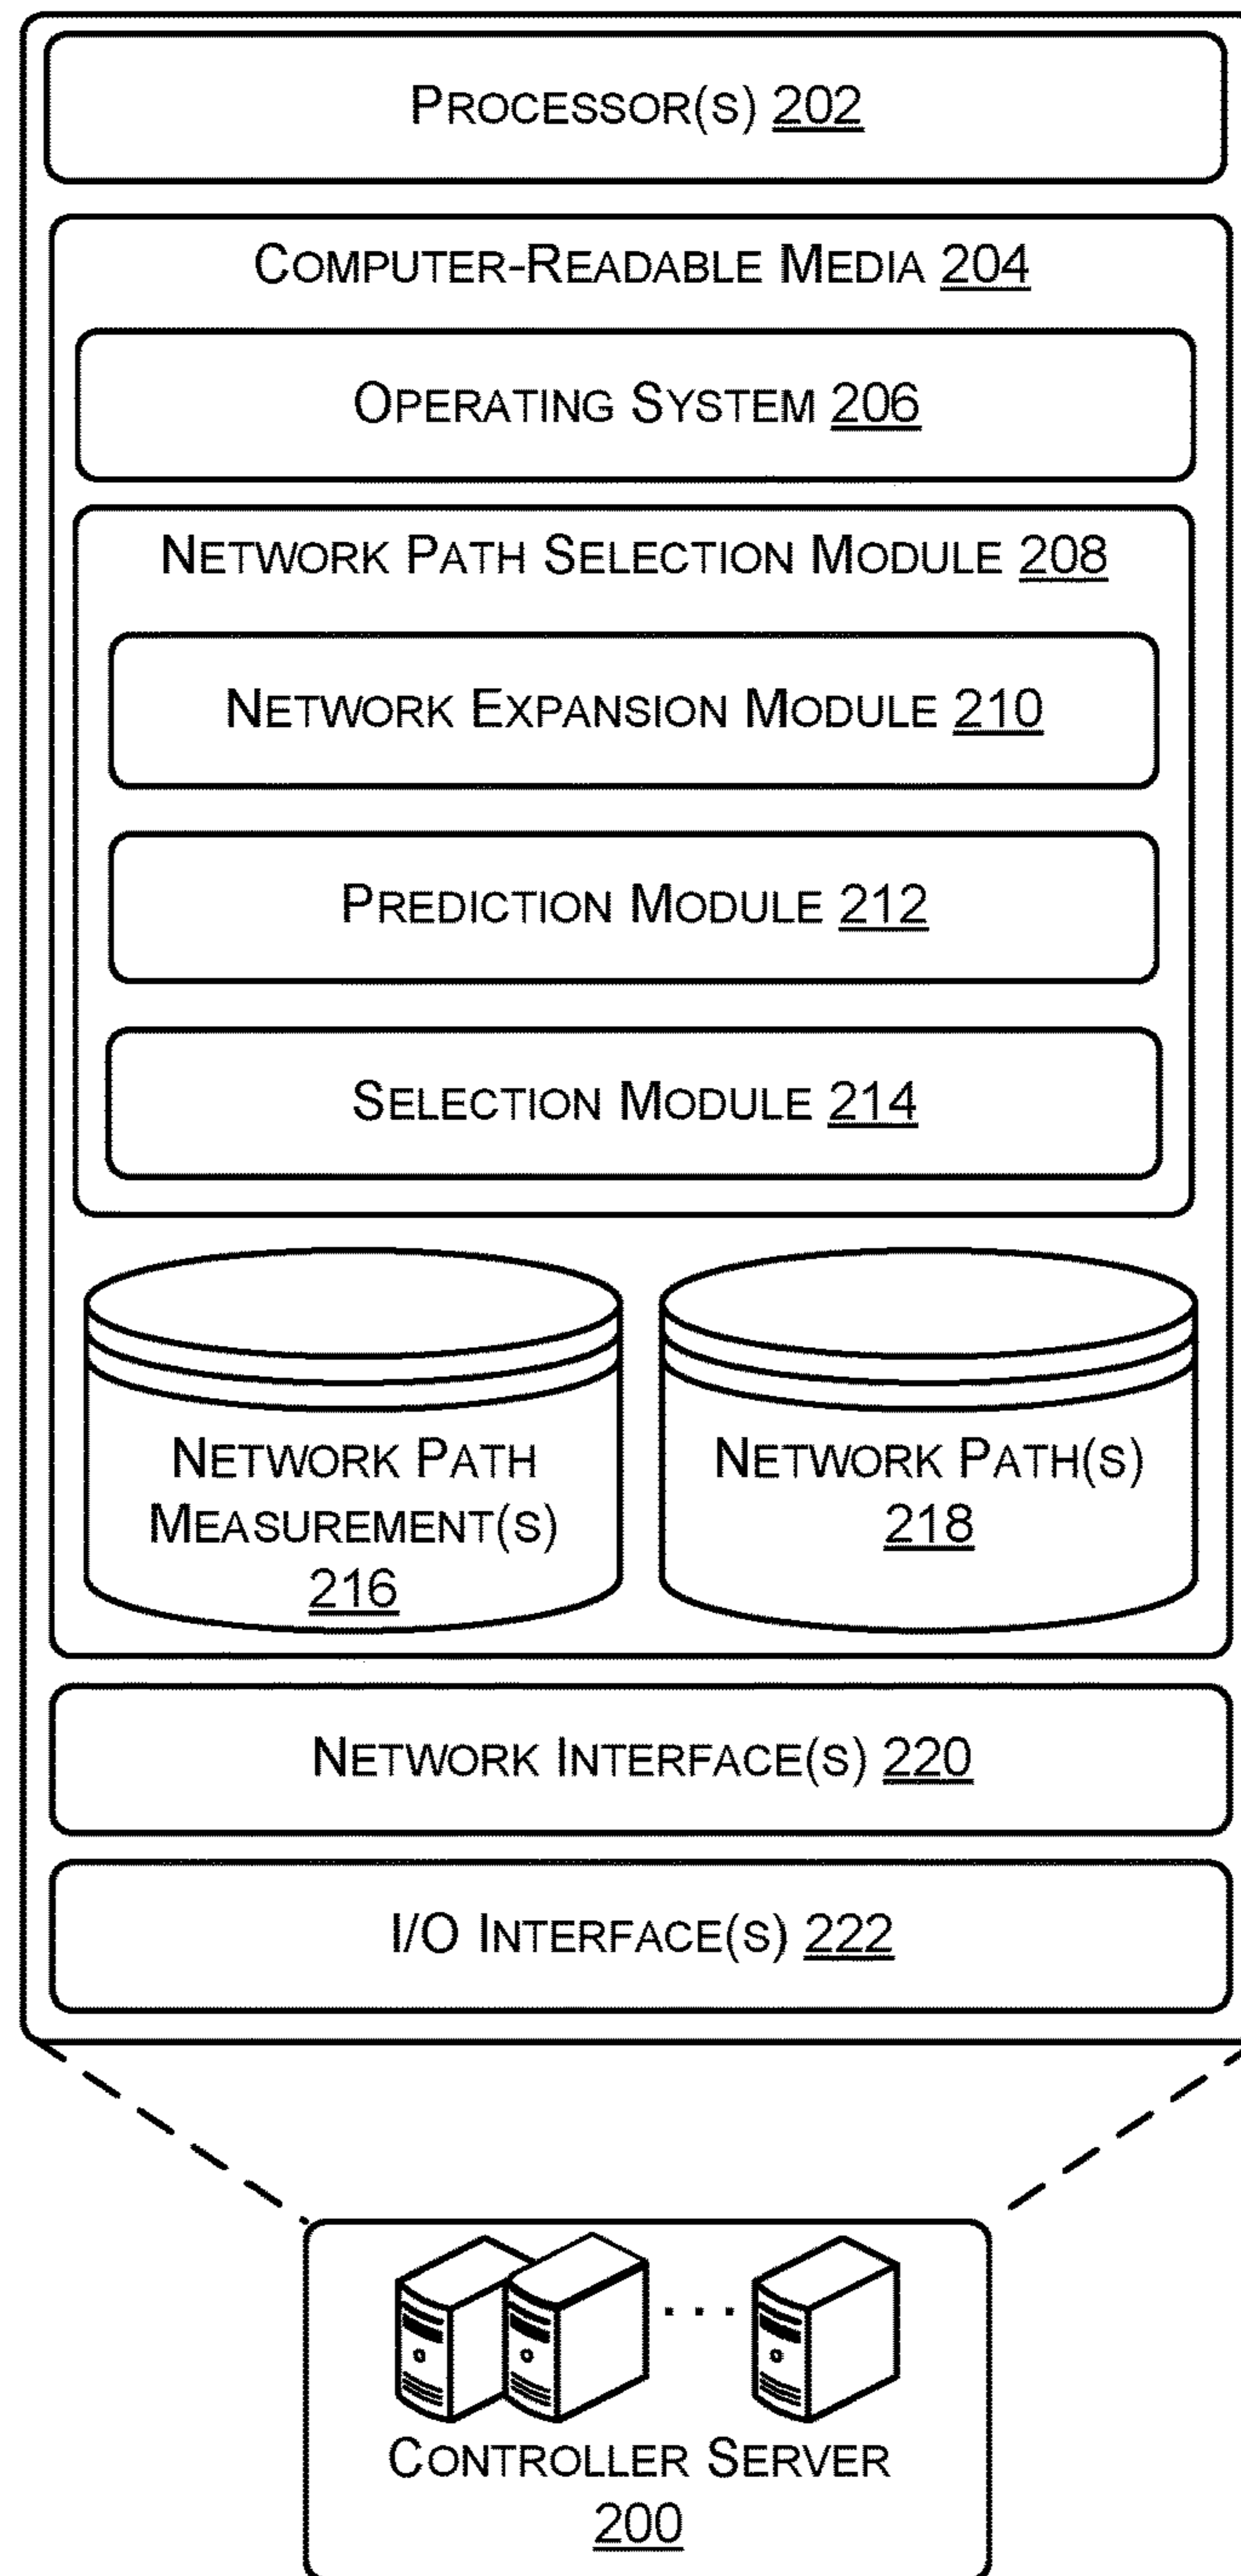 PROCESSOR(S) 202
COMPUTER-READABLE MEDIA 204
OPERATING SYSTEM 206
NETWORK PATH SELECTION MODULE 208
NETWORK EXPANSION MODULE 210
PREDICTION MODULE 212
SELECTION MODULE 214
NETWORK PATH
MEASUREMENT(S)
216
NETWORK PATH(S)
218
NETWORK INTERFACE(S) 220
I/O INTERFACE(S) 222
CONTROLLER SERVER
200